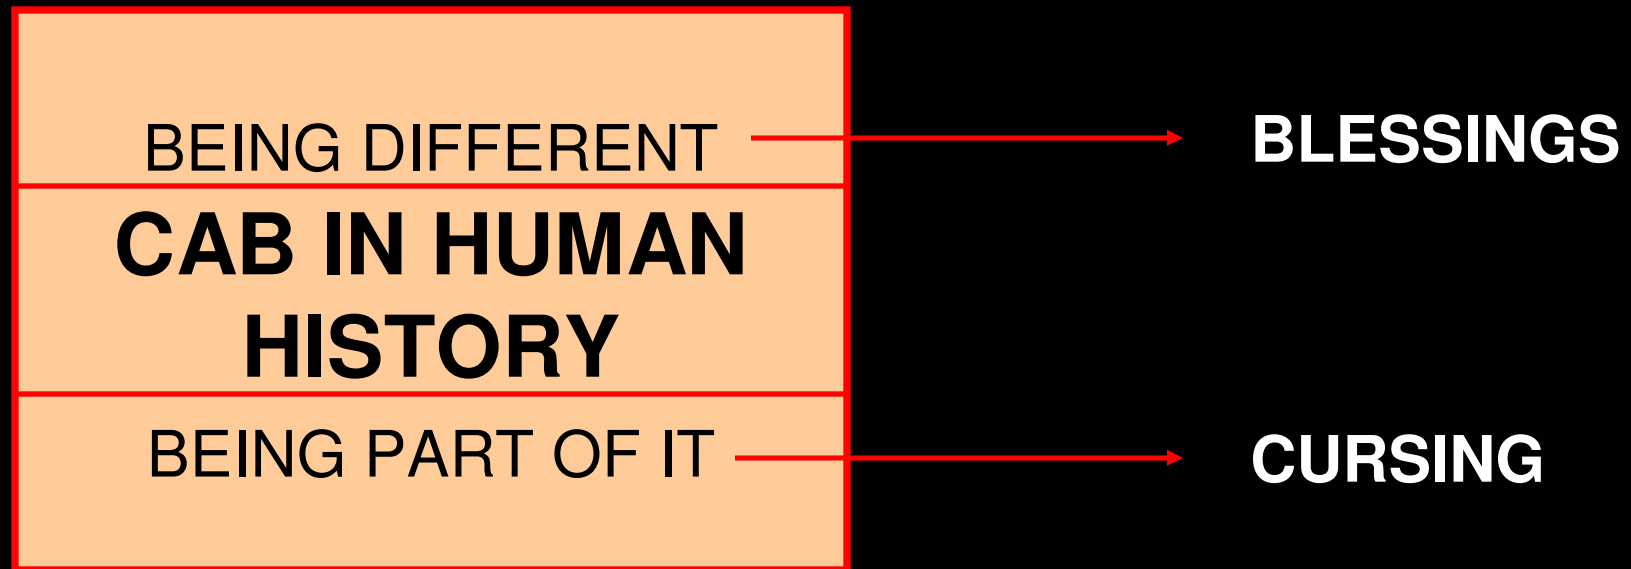 BEING DIFFERENT
BLESSINGS
CAB IN HUMAN
HISTORY
BEING PART OF IT
CURSING